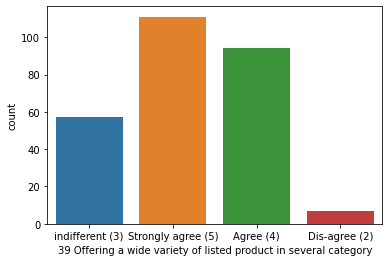 100
80
60
40
20
0
count
indifferent (3) Strongly agree (5) Agree (4) Dis-agree (2)
39 Offering a wide variety of listed product in several category